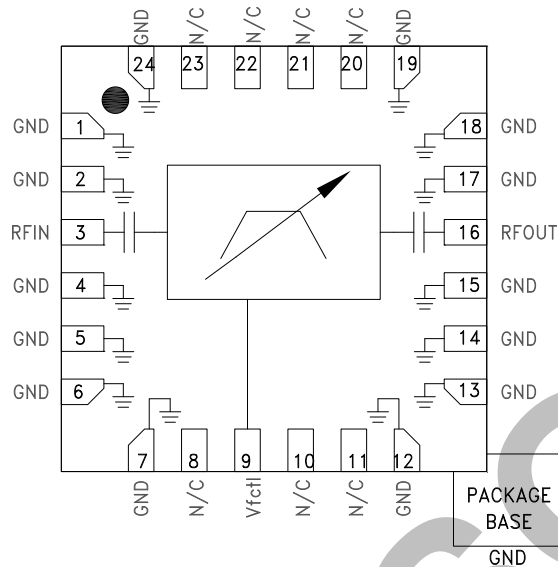 GND N/C N/C N/C N/C GND
24 23 22 21 20 19
GND 1 18 GND
GND 2 17 GND
RFIN 3 16 RFOUT
GND 4 15 GND
GND 5 14 GND
GND 6 13 GND
7 8 9 10 11 12
GND N/C Vfctl N/C N/C GND
PACKAGE
BASE
GND